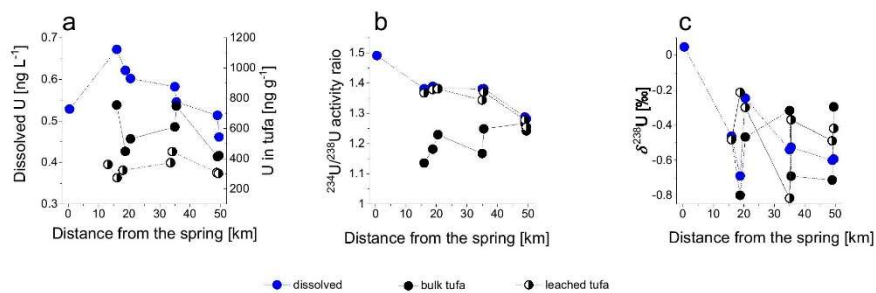 a
Dissolved U [ng L-1]
0.7
0.6
0.5
0.4
0.3
1200
1000
800
600
400
200
U in tufa [ng g-1]
0 10 20 30 40 50
Distance from the spring [km]
b
234U/238U activity raio
1.5
1.4
1.3
1.2
1.1
1
0 10 20 30 40 50
Distance from the spring [km]
c
δ238U [‰]
0
-0.2
-0.4
-0.6
-0.8
0 10 20 30 40 50
Distance from the spring [km]
dissolved bulk tufa leached tufa